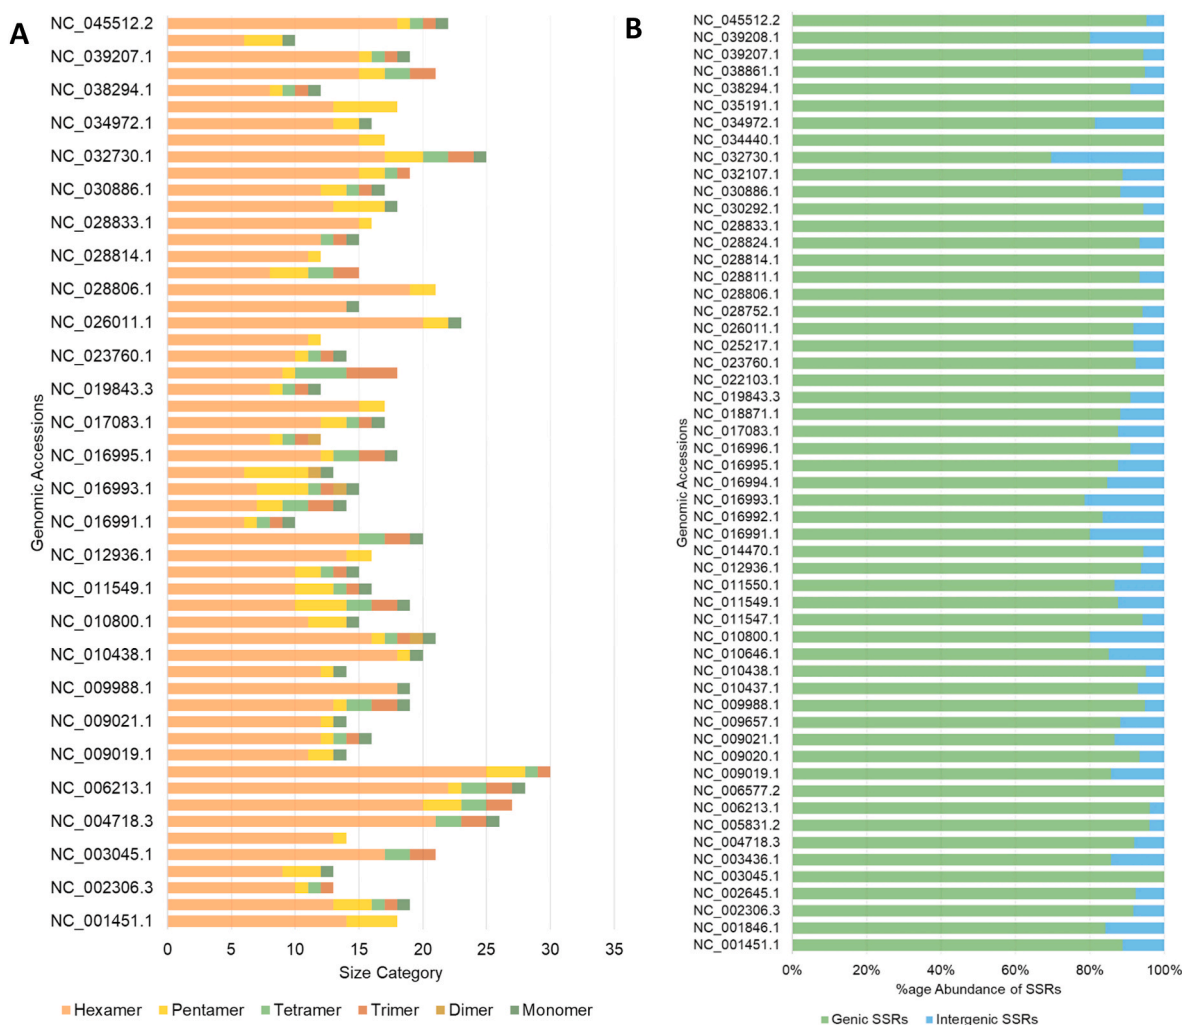 A
NC_045512.2
NC_039207.1
NC_038294.1
NC_034972.1
NC_032730.1
NC_030886.1
NC_028833.1
NC_028814.1
NC_028806.1
NC_026011.1
NC_023760.1
NC_019843.3
NC_017083.1
NC_016995.1
NC_016993.1
NC_016991.1
NC_012936.1
NC_011549.1
NC_010800.1
NC_010438.1
NC_009988.1
NC_009021.1
NC_009019.1
NC_006213.1
NC_004718.3
NC_003045.1
NC_002306.3
NC_001451.1
Genomic Accessions
0 5 10 15 20 25 30 35
Size Category
Hexamer Pentamer Tetramer Trimer Dimer Monomer
B
NC_045512.2
NC_039208.1
NC_039207.1
NC_038861.1
NC_038294.1
NC_035191.1
NC_034972.1
NC_034440.1
NC_032730.1
NC_032107.1
NC_030886.1
NC_030292.1
NC_028833.1
NC_028824.1
NC_028814.1
NC_028811.1
NC_028806.1
NC_028752.1
NC_026011.1
NC_025217.1
NC_023760.1
NC_022103.1
NC_019843.3
NC_018871.1
NC_017083.1
NC_016996.1
NC_016995.1
NC_016994.1
NC_016993.1
NC_016992.1
NC_016991.1
NC_014470.1
NC_012936.1
NC_011550.1
NC_011549.1
NC_011547.1
NC_010800.1
NC_010646.1
NC_010438.1
NC_010437.1
NC_009988.1
NC_009657.1
NC_009021.1
NC_009020.1
NC_009019.1
NC_006577.2
NC_006213.1
NC_005831.2
NC_004718.3
NC_003436.1
NC_003045.1
NC_002645.1
NC_002306.3
NC_001846.1
NC_001451.1
Genomic Accessions
0% 20% 40% 60% 80% 100%
%age Abundance of SSRs
Genic SSRs Intergenic SSRs